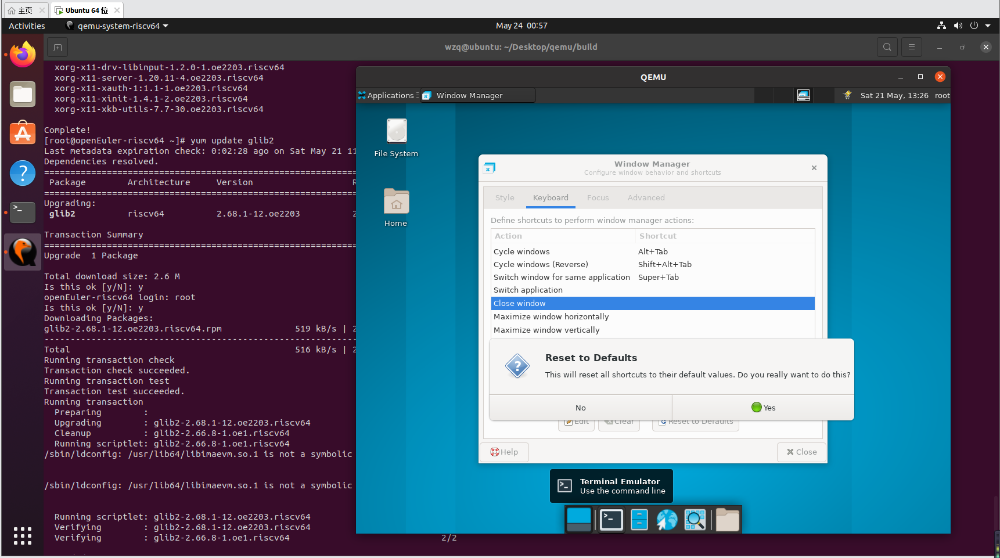 主页
Ubuntu 64 位
Activities
qemu-system-riscv64
May 24 00:57
wzq@ubuntu: ~/Desktop/qemu/build
xorg-x11-drv-libinput-1.2.0-1.oe2203.riscv64
xorg-x11-server-1.20.11-4.oe2203.riscv64
xorg-x11-xauth-1:1.1-1.oe2203.riscv64
xorg-x11-xinit-1.4.1-2.oe2203.riscv64
xorg-x11-xkb-utils-7.7-30.oe2203.riscv64
Complete!
[root@openEuler-riscv64 ~]# yum update glib2
Last metadata expiration check: 0:02:28 ago on Sat May 21 11
Dependencies resolved.
================================================================
Package Architecture Version R
================================================================
Upgrading:
glib2 riscv64 2.68.1-12.oe2203 2
Transaction Summary
================================================================
Upgrade 1 Package
Total download size: 2.6 M
Is this ok [y/N]: y
openEuler-riscv64 login: root
Is this ok [y/N]: y
Downloading Packages:
glib2-2.68.1-12.oe2203.riscv64.rpm 519 kB/s | 2
----------------------------------------------------------------
Total 516 kB/s | 2
Running transaction check
Transaction check succeeded.
Running transaction test
Transaction test succeeded.
Running transaction
Preparing :
Upgrading : glib2-2.68.1-12.oe2203.riscv64
Cleanup : glib2-2.66.8-1.oe1.riscv64
Running scriptlet: glib2-2.66.8-1.oe1.riscv64
/sbin/ldconfig: /usr/lib64/libimaevm.so.1 is not a symbolic
/sbin/ldconfig: /usr/lib64/libimaevm.so.1 is not a symbolic
Running scriptlet: glib2-2.68.1-12.oe2203.riscv64
Verifying : glib2-2.68.1-12.oe2203.riscv64
Verifying : glib2-2.66.8-1.oe1.riscv64 2/2
QEMU
Applications
Window Manager
Sat 21 May, 13:26 root
File System
Home
Window Manager
Configure window behavior and shortcuts
Style Keyboard Focus Advanced
Define shortcuts to perform window manager actions:
Action Shortcut
Cycle windows Alt+Tab
Cycle windows (Reverse) Shift+Alt+Tab
Switch window for same application Super+Tab
Switch application
Close window
Maximize window horizontally
Maximize window vertically
Reset to Defaults
This will reset all shortcuts to their default values. Do you really want to do this?
No Yes
Edit Clear Reset to Defaults
Help Close
Terminal Emulator
Use the command line